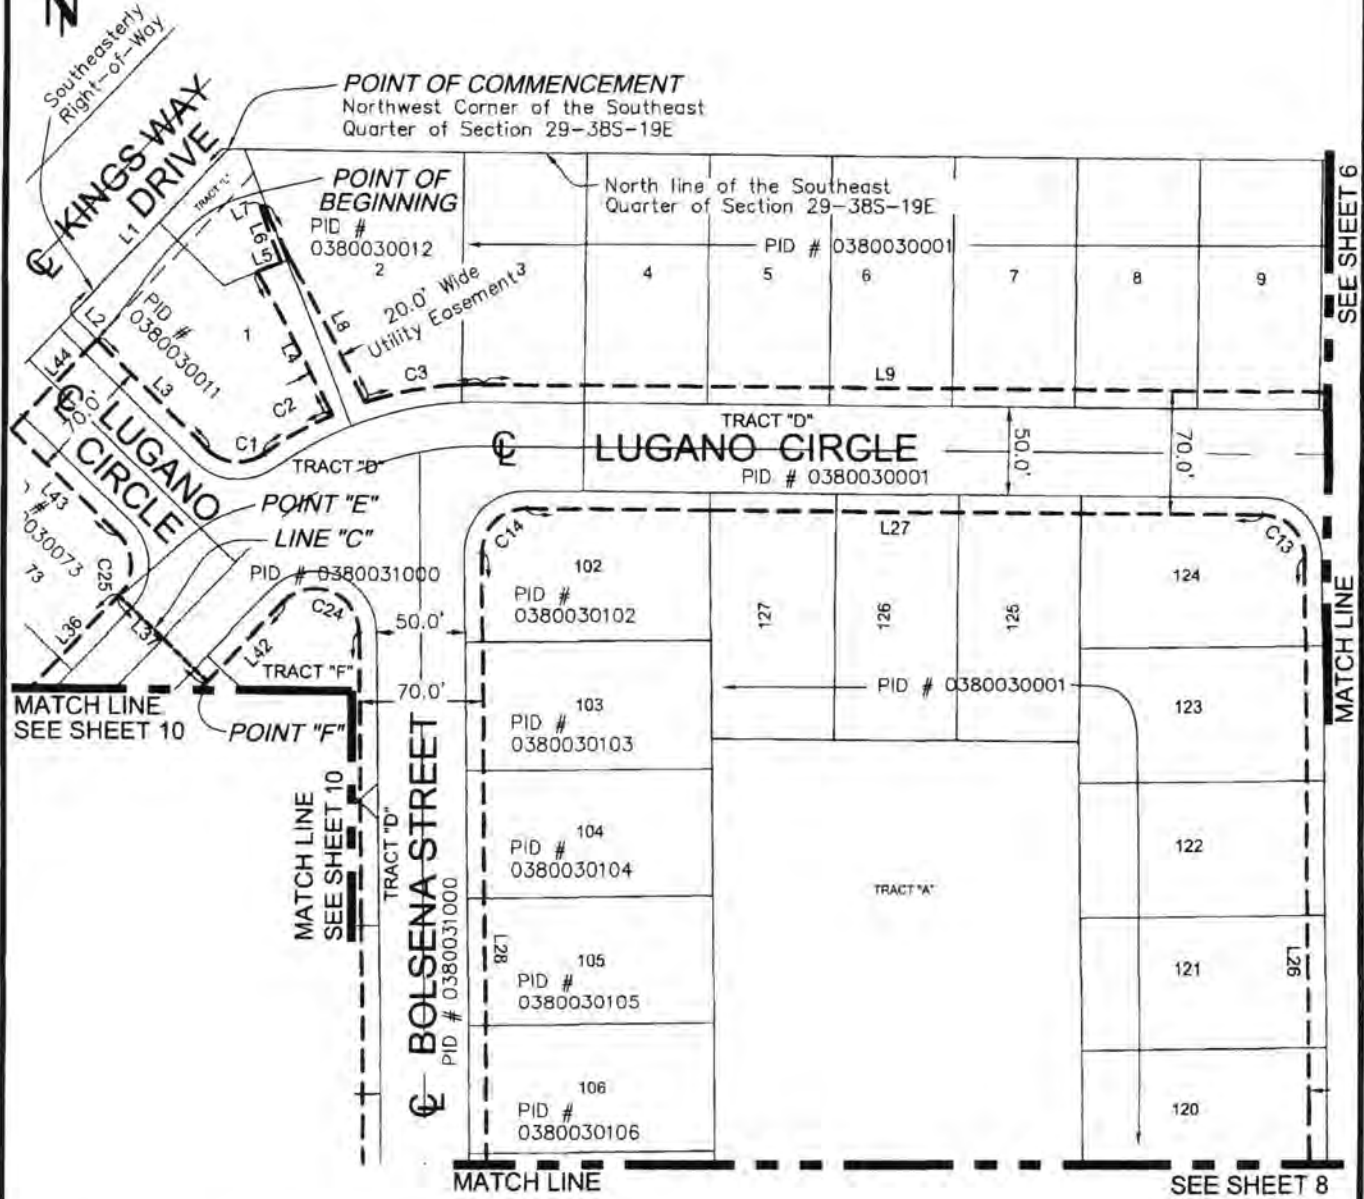 N
Southeasterly
Right-of-Way
KINGS WAY
DRIVE
POINT OF COMMENCEMENT
Northwest Corner of the Southeast
Quarter of Section 29-38S-19E
TRACT "L"
POINT OF
BEGINNING
North line of the Southeast
Quarter of Section 29-38S-19E
SEE SHEET 6
L1
L7
L6
L5
PID #
0380030012
2
PID # 0380030001
3
4
5
6
7
8
9
20.0' Wide
Utility Easement
L2
PID #
0380030011
1
L8
L4
L44
L3
C2
C3
L9
C1
70.0'
LUGANO
CIRCLE
TRACT "D"
TRACT "D"
LUGANO CIRCLE
PID # 0380030001
50.0'
70.0'
L43
#
0030073
73
POINT "E"
LINE "C"
PID # 0380031000
C14
L27
C13
C25
C24
L36
L37
L42
TRACT "F"
50.0'
70.0'
102
PID #
0380030102
127
126
125
124
MATCH LINE
MATCH LINE
SEE SHEET 10
POINT "F"
PID # 0380030001
103
PID #
0380030103
123
MATCH LINE
SEE SHEET 10
TRACT "D"
BOLSENA STREET
PID # 0380031000
104
PID #
0380030104
122
TRACT "A"
L28
105
PID #
0380030105
121
L26
106
PID #
0380030106
120
MATCH LINE
SEE SHEET 8